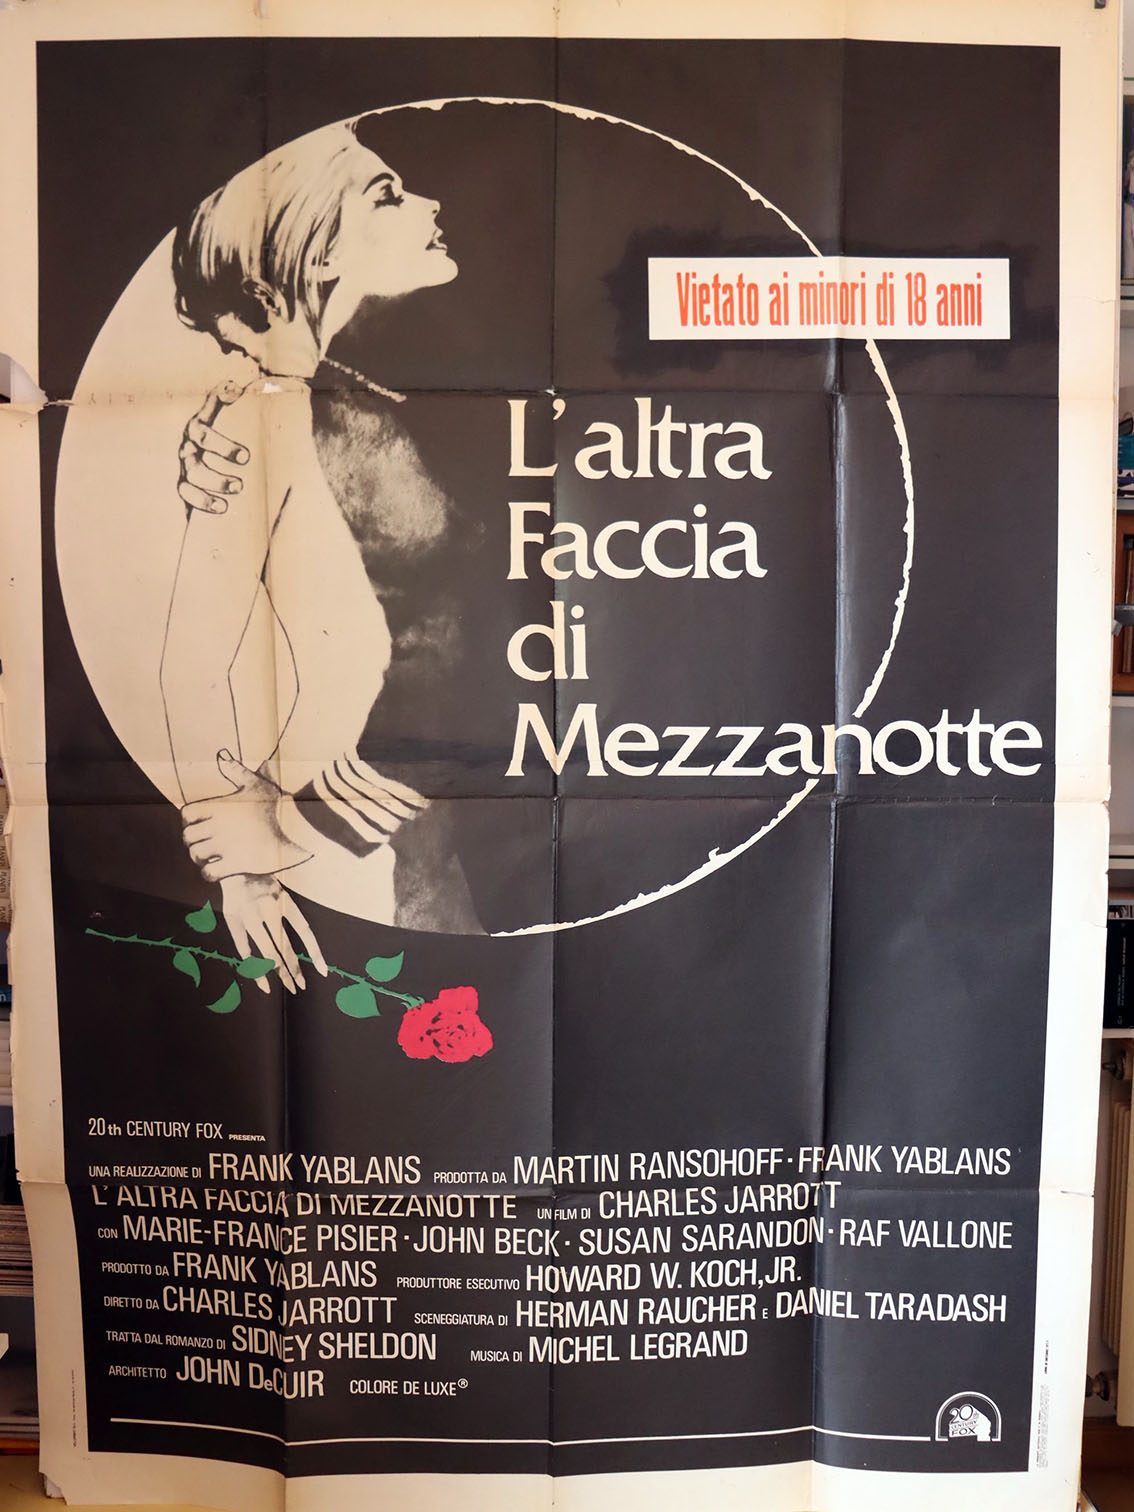 Vietato ai minori di 18 anni
L'altra
Faccia
di
Mezzanotte
20th CENTURY FOX PRESENTA
UNA REALIZZAZIONE DI FRANK YABLANS PRODOTTA DA MARTIN RANSOHOFF · FRANK YABLANS
L'ALTRA FACCIA DI MEZZANOTTE UN FILM DI CHARLES JARROTT
CON MARIE-FRANCE PISIER · JOHN BECK · SUSAN SARANDON · RAF VALLONE
PRODOTTO DA FRANK YABLANS PRODUTTORE ESECUTIVO HOWARD W. KOCH, JR.
DIRETTO DA CHARLES JARROTT SCENEGGIATURA DI HERMAN RAUCHER E DANIEL TARADASH
TRATTA DAL ROMANZO DI SIDNEY SHELDON MUSICA DI MICHEL LEGRAND
ARCHITETTO JOHN DeCUIR COLORE DE LUXE®
20th
CENTURY
FOX